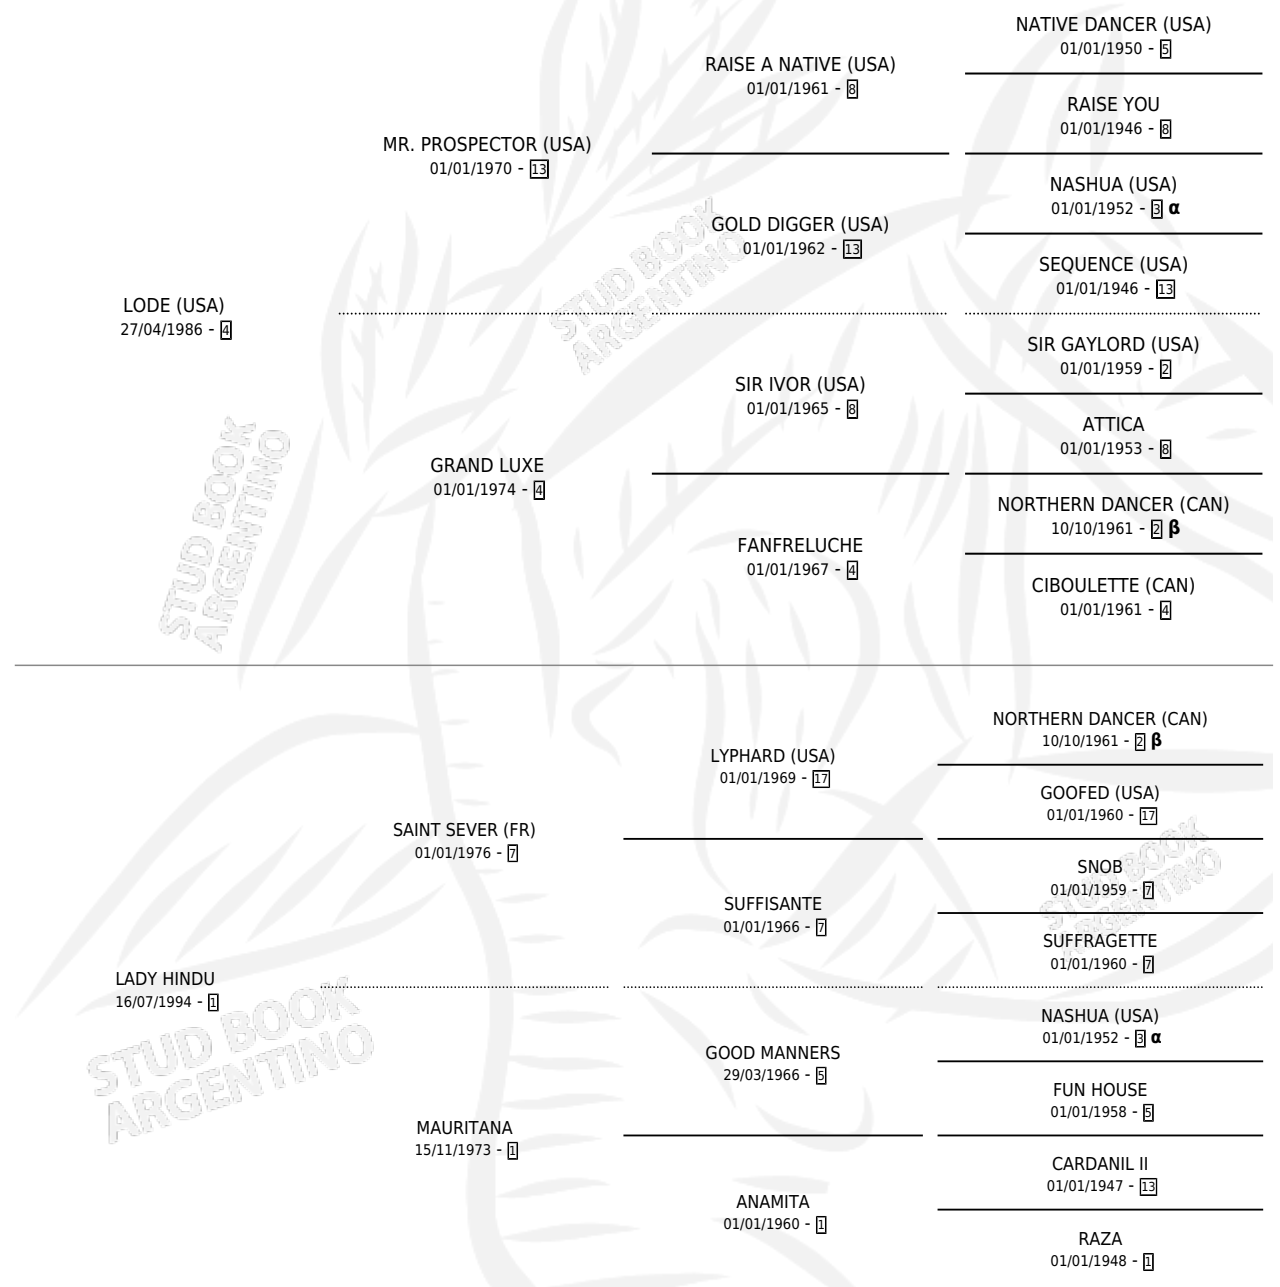 NATIVE DANCER (USA)
01/01/1950 - 5
RAISE A NATIVE (USA)
01/01/1961 - 8
RAISE YOU
01/01/1946 - 8
MR. PROSPECTOR (USA)
01/01/1970 - 13
NASHUA (USA)
01/01/1952 - 3 α
GOLD DIGGER (USA)
01/01/1962 - 13
SEQUENCE (USA)
01/01/1946 - 13
LODE (USA)
27/04/1986 - 4
STUD BOOK
ARGENTINO
SIR GAYLORD (USA)
01/01/1959 - 2
SIR IVOR (USA)
01/01/1965 - 8
ATTICA
01/01/1953 - 8
GRAND LUXE
01/01/1974 - 4
NORTHERN DANCER (CAN)
10/10/1961 - 2 β
FANFRELUCHE
01/01/1967 - 4
CIBOULETTE (CAN)
01/01/1961 - 4
STUD BOOK
ARGENTINO
NORTHERN DANCER (CAN)
10/10/1961 - 2 β
LYPHARD (USA)
01/01/1969 - 17
GOOFED (USA)
01/01/1960 - 17
SAINT SEVER (FR)
01/01/1976 - 7
SNOB
01/01/1959 - 7
STUD BOOK
ARGENTINO
SUFFISANTE
01/01/1966 - 7
SUFFRAGETTE
01/01/1960 - 7
LADY HINDU
16/07/1994 - 1
STUD BOOK
ARGENTINO
NASHUA (USA)
01/01/1952 - 3 α
GOOD MANNERS
29/03/1966 - 5
FUN HOUSE
01/01/1958 - 5
MAURITANA
15/11/1973 - 1
CARDANIL II
01/01/1947 - 13
ANAMITA
01/01/1960 - 1
RAZA
01/01/1948 - 1